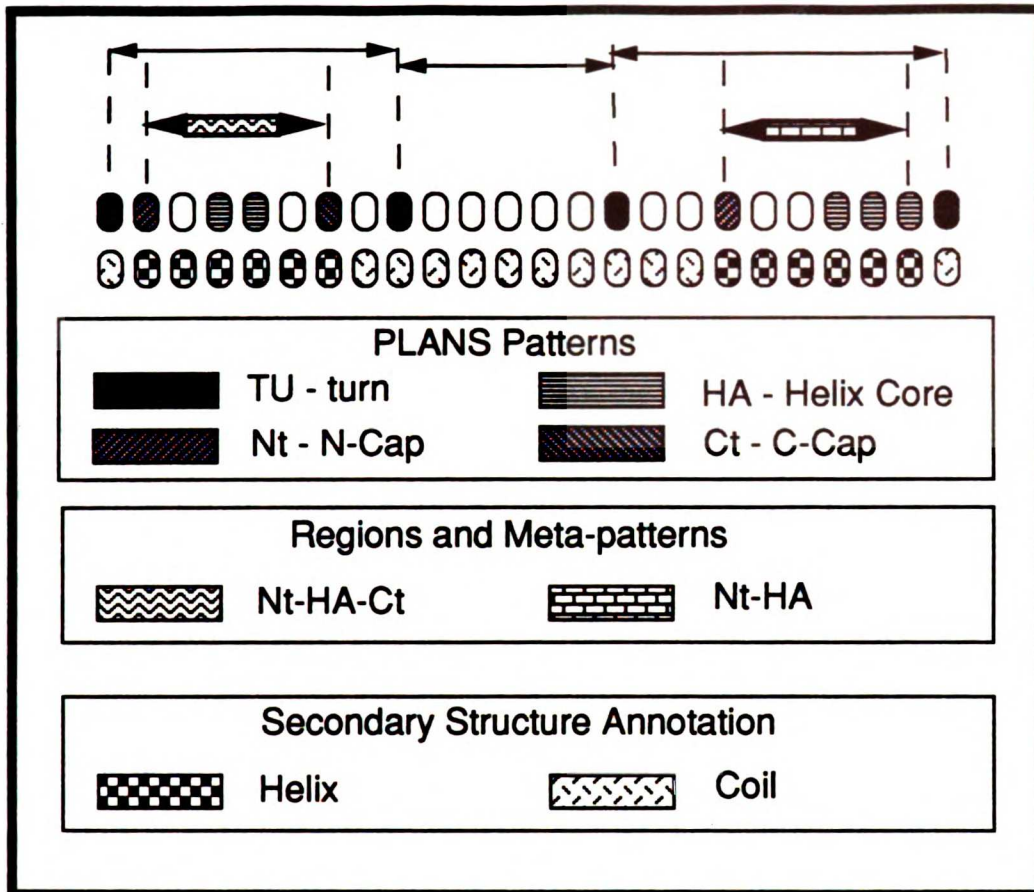 PLANS Patterns
TU - turn
HA - Helix Core
Nt - N-Cap
Ct - C-Cap
Regions and Meta-patterns
Nt-HA-Ct
Nt-HA
Secondary Structure Annotation
Helix
Coil